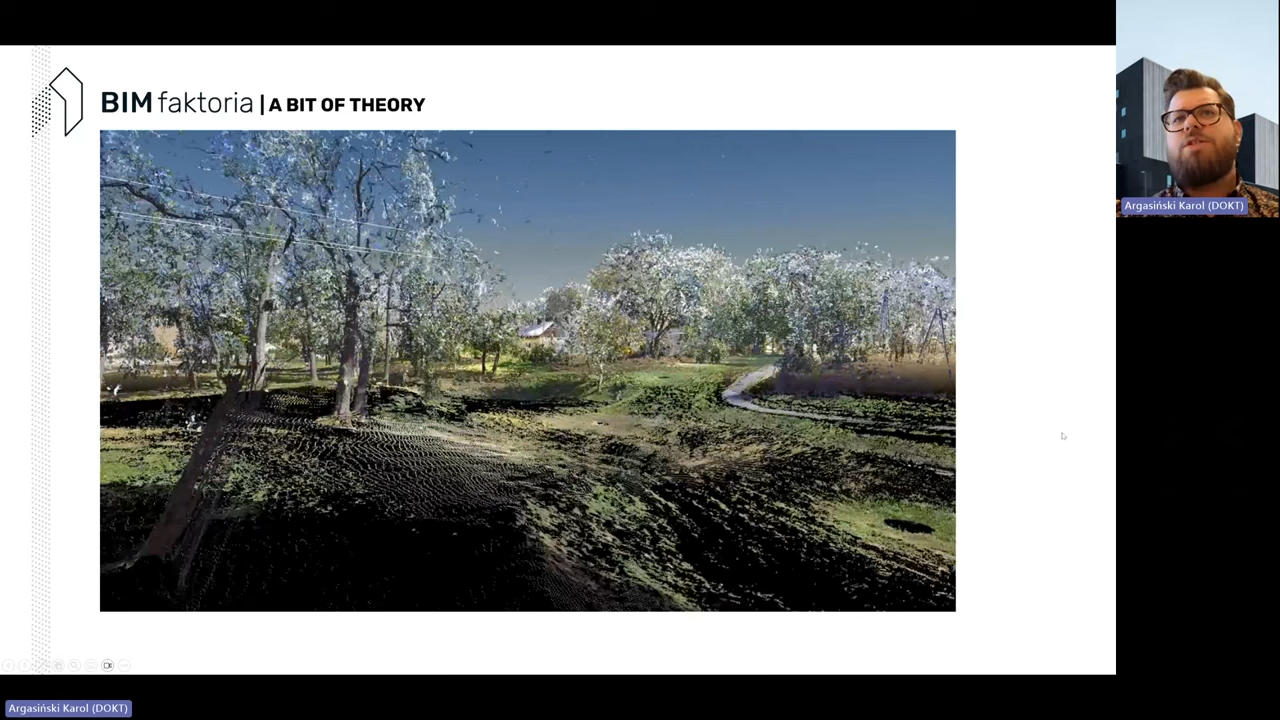 BIM faktoria | A BIT OF THEORY
Argasiński Karol (DOKT)
Argasiński Karol (DOKT)